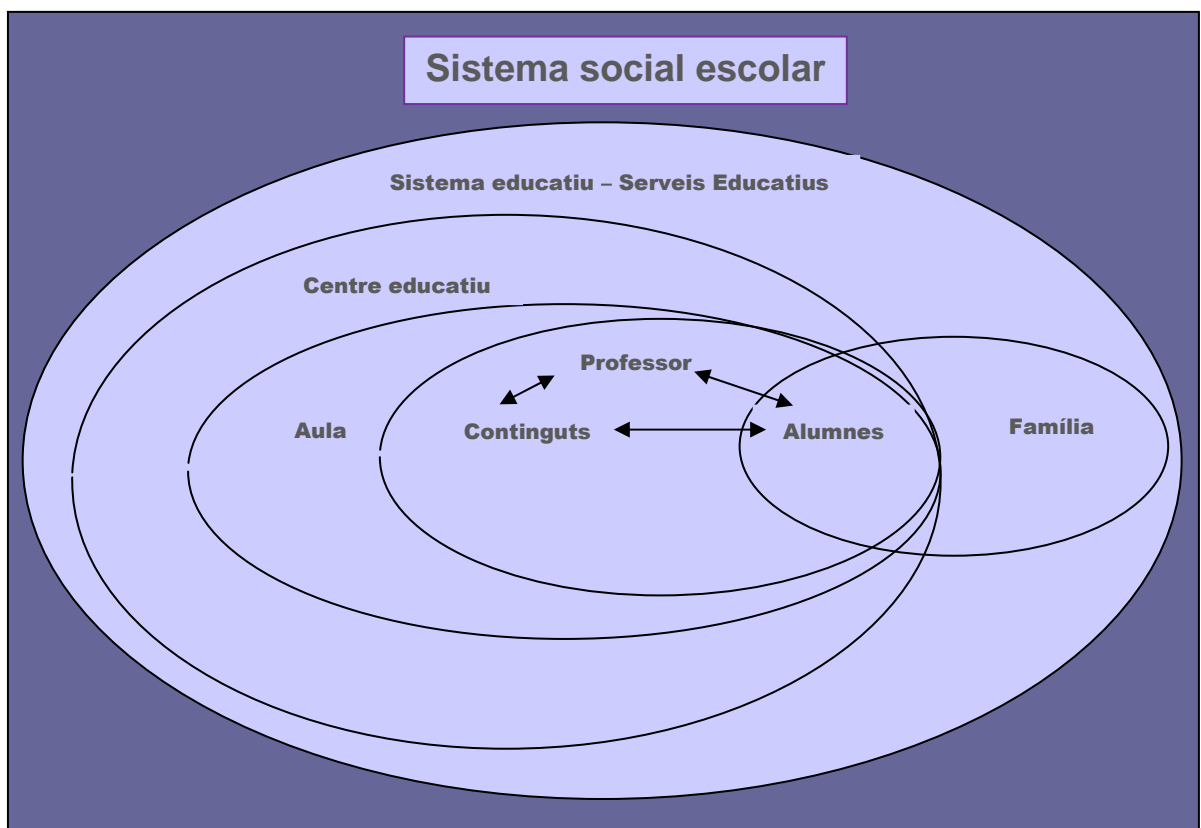 Sistema social escolar
Sistema educatiu – Serveis Educatius
Centre educatiu
Professor
Aula
Continguts
Alumnes
Família